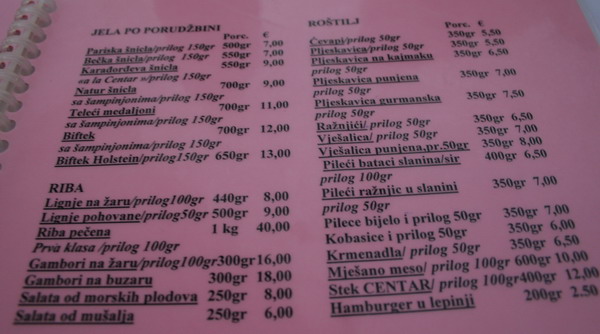 JELA PO PORUDŽBINI
Porc. €
Pariska šnicla/prilog 150gr 500gr 7,00
Bečka šnicla/prilog 150gr 550gr 7,00
Karađorđeva šnicla 550gr 9,00
sa la Centar w/prilog 150gr
Natur šnicla 700gr 9,00
sa šampinjonima/prilog 150gr
Teleći medaljoni 700gr 11,00
sa šampinjonima/prilog 150gr
Biftek 700gr 12,00
sa šampinjonima/prilog 150gr
Biftek Holstein/prilog150gr 650gr 13,00
RIBA
Lignje na žaru/prilog100gr 440gr 8,00
Lignje pohovane/prilog50gr 500gr 9,00
Riba pečena 1 kg 40,00
Prva klasa /prilog 100gr
Gambori na žaru/prilog100gr300gr16,00
Gambori na buzaru 300gr 18,00
Salata od morskih plodova 250gr 8,00
Salata od mušalja 250gr 6,00
ROŠTILJ
Porc. €
Ćevapi/prilog 50gr 350gr 5,50
Pljeskavica/prilog 50gr 350gr 5,50
Pljeskavica na kajmaku 350gr 6,50
prilog 50gr
Pljeskavica punjena 350gr 7,00
prilog 50gr
Pljeskavica gurmanska 350gr 7,50
prilog 50gr
Ražnjići/ prilog 50gr 350gr 6,50
Vješalica/ prilog 50gr 350gr 7,00
Vješalica punjena,pr.50gr 350gr 8,00
Pileći bataci slanina/sir 400gr 6,50
prilog 100gr
Pileći ražnjic u slanini 350gr 7,00
prilog 50gr
Pilece bijelo i prilog 50gr 350gr 7,00
Kobasice i prilog 50gr 350gr 6,00
Krmenadla/ prilog 50gr 350gr 6,50
Mješano meso/ prilog 100gr 600gr 10,00
Stek CENTAR/ prilog 100gr400gr 12,00
Hamburger u lepinji 200gr 2.50